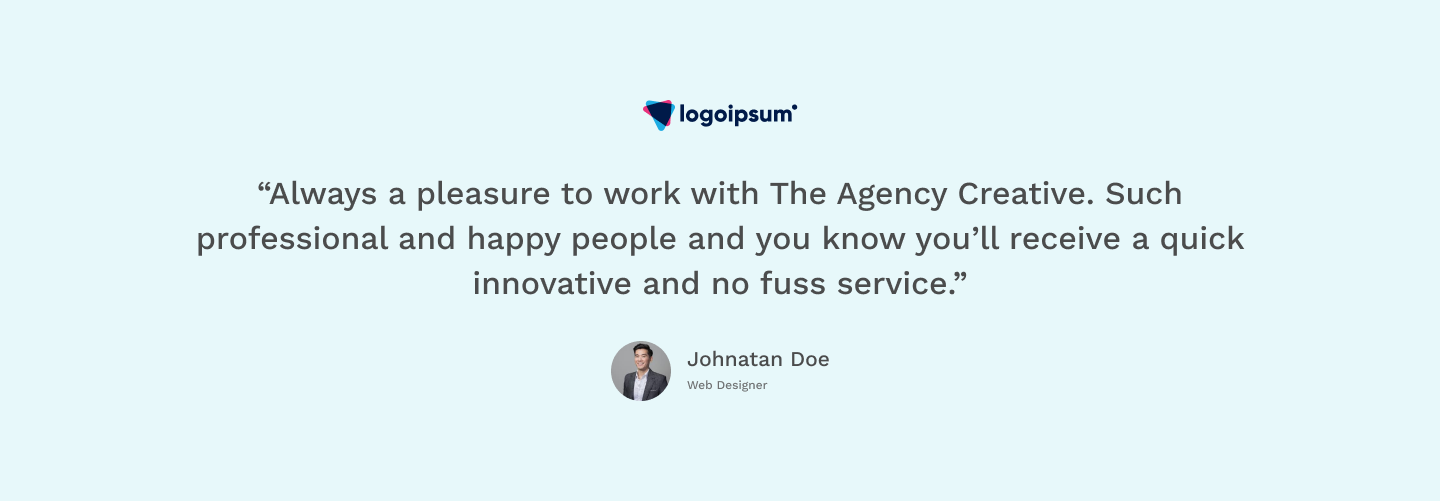 logoipsum
“Always a pleasure to work with The Agency Creative. Such
professional and happy people and you know you’ll receive a quick
innovative and no fuss service.”
Johnatan Doe
Web Designer